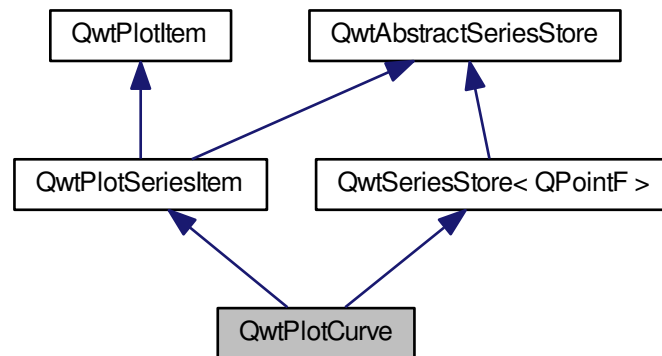 QwtPlotItem
QwtAbstractSeriesStore
QwtPlotSeriesItem
QwtSeriesStore< QPointF >
QwtPlotCurve